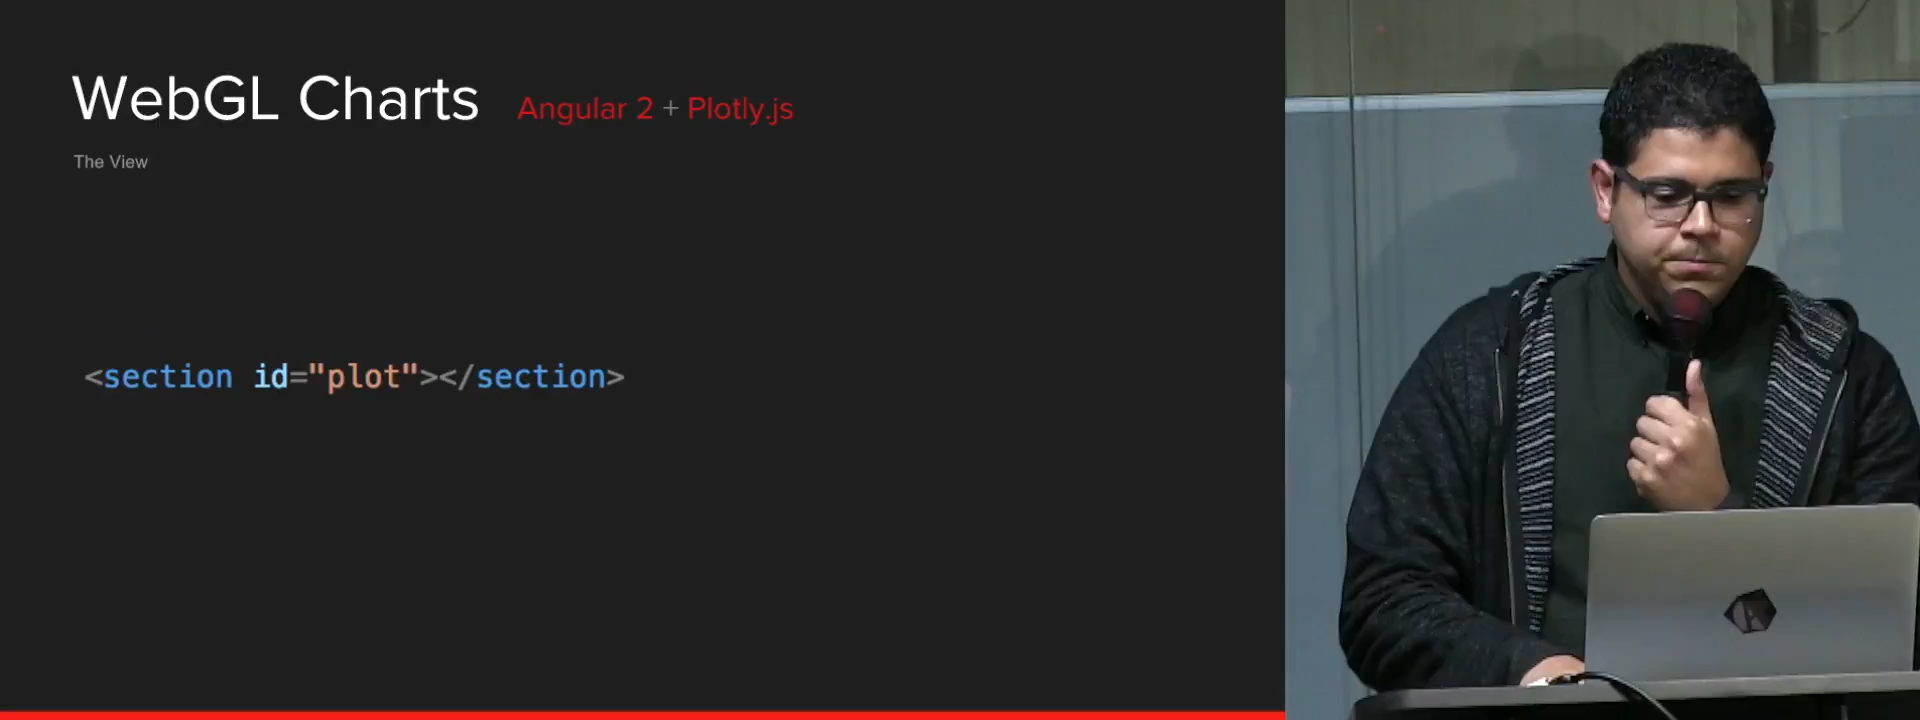 WebGL Charts Angular 2 + Plotly.js
The View
<section id="plot"></section>